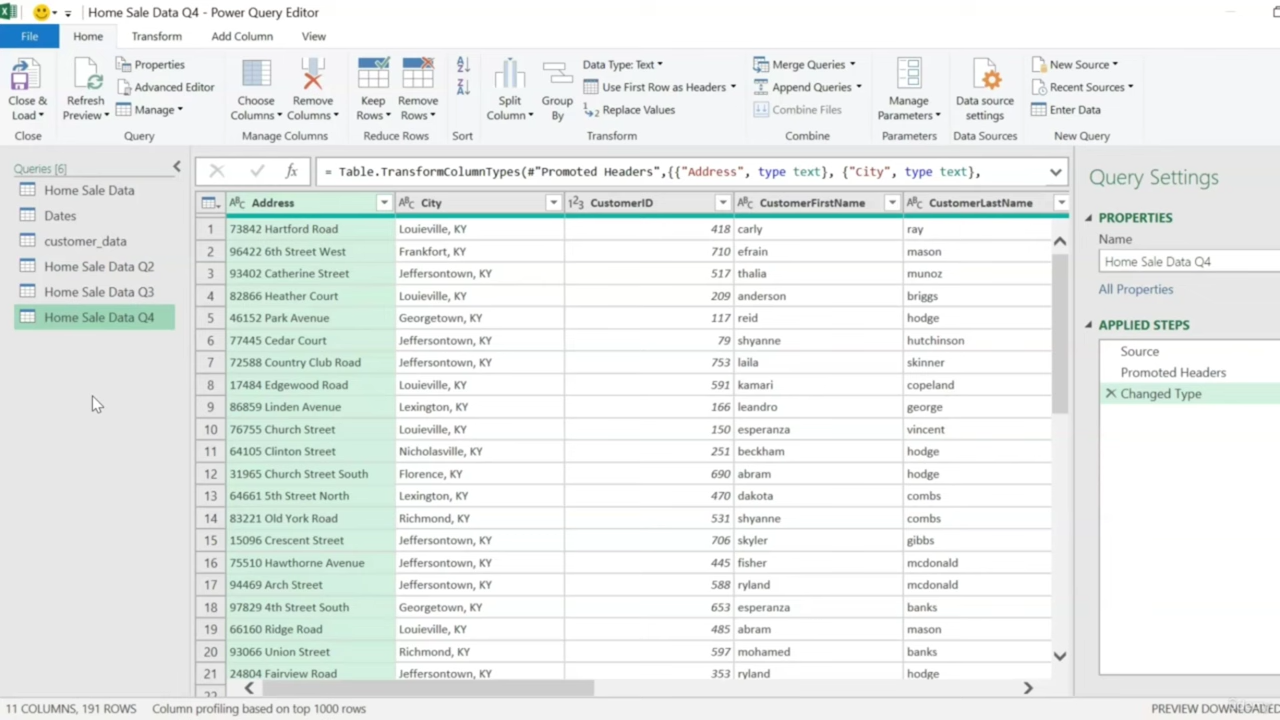 Home Sale Data Q4 - Power Query Editor
File Home Transform Add Column View
Close & Load
Refresh Preview
Properties
Advanced Editor
Manage
Choose Columns
Remove Columns
Keep Rows
Remove Rows
Split Column
Group By
Data Type: Text
Use First Row as Headers
Replace Values
Merge Queries
Append Queries
Combine Files
Manage Parameters
Data source settings
New Source
Recent Sources
Enter Data
Close Query Manage Columns Reduce Rows Sort Transform Combine Parameters Data Sources New Query
Queries [6]
Home Sale Data
Dates
customer_data
Home Sale Data Q2
Home Sale Data Q3
Home Sale Data Q4
fx = Table.TransformColumnTypes(#"Promoted Headers",{{"Address", type text}, {"City", type text},
ABC Address ABC City 123 CustomerID ABC CustomerFirstName ABC CustomerLastName
1 73842 Hartford Road Louieville, KY 418 carly ray
2 96422 6th Street West Frankfort, KY 710 efrain mason
3 93402 Catherine Street Jeffersontown, KY 517 thalia munoz
4 82866 Heather Court Louieville, KY 209 anderson briggs
5 46152 Park Avenue Georgetown, KY 117 reid hodge
6 77445 Cedar Court Jeffersontown, KY 79 shyanne hutchinson
7 72588 Country Club Road Jeffersontown, KY 753 laila skinner
8 17484 Edgewood Road Louieville, KY 591 kamari copeland
9 86859 Linden Avenue Lexington, KY 166 leandro george
10 76755 Church Street Louieville, KY 150 esperanza vincent
11 64105 Clinton Street Nicholasville, KY 251 beckham hodge
12 31965 Church Street South Florence, KY 690 abram hodge
13 64661 5th Street North Lexington, KY 470 dakota combs
14 83221 Old York Road Richmond, KY 531 shyanne combs
15 15096 Crescent Street Jeffersontown, KY 706 skyler gibbs
16 75510 Hawthorne Avenue Jeffersontown, KY 445 fisher mcdonald
17 94469 Arch Street Jeffersontown, KY 588 ryland mcdonald
18 97829 4th Street South Georgetown, KY 653 esperanza banks
19 66160 Ridge Road Louieville, KY 485 abram mason
20 93066 Union Street Richmond, KY 597 mohamed banks
21 24804 Fairview Road Jeffersontown, KY 353 ryland hodge
22
Query Settings
PROPERTIES
Name
Home Sale Data Q4
All Properties
APPLIED STEPS
Source
Promoted Headers
Changed Type
11 COLUMNS, 191 ROWS Column profiling based on top 1000 rows PREVIEW DOWNLOADED